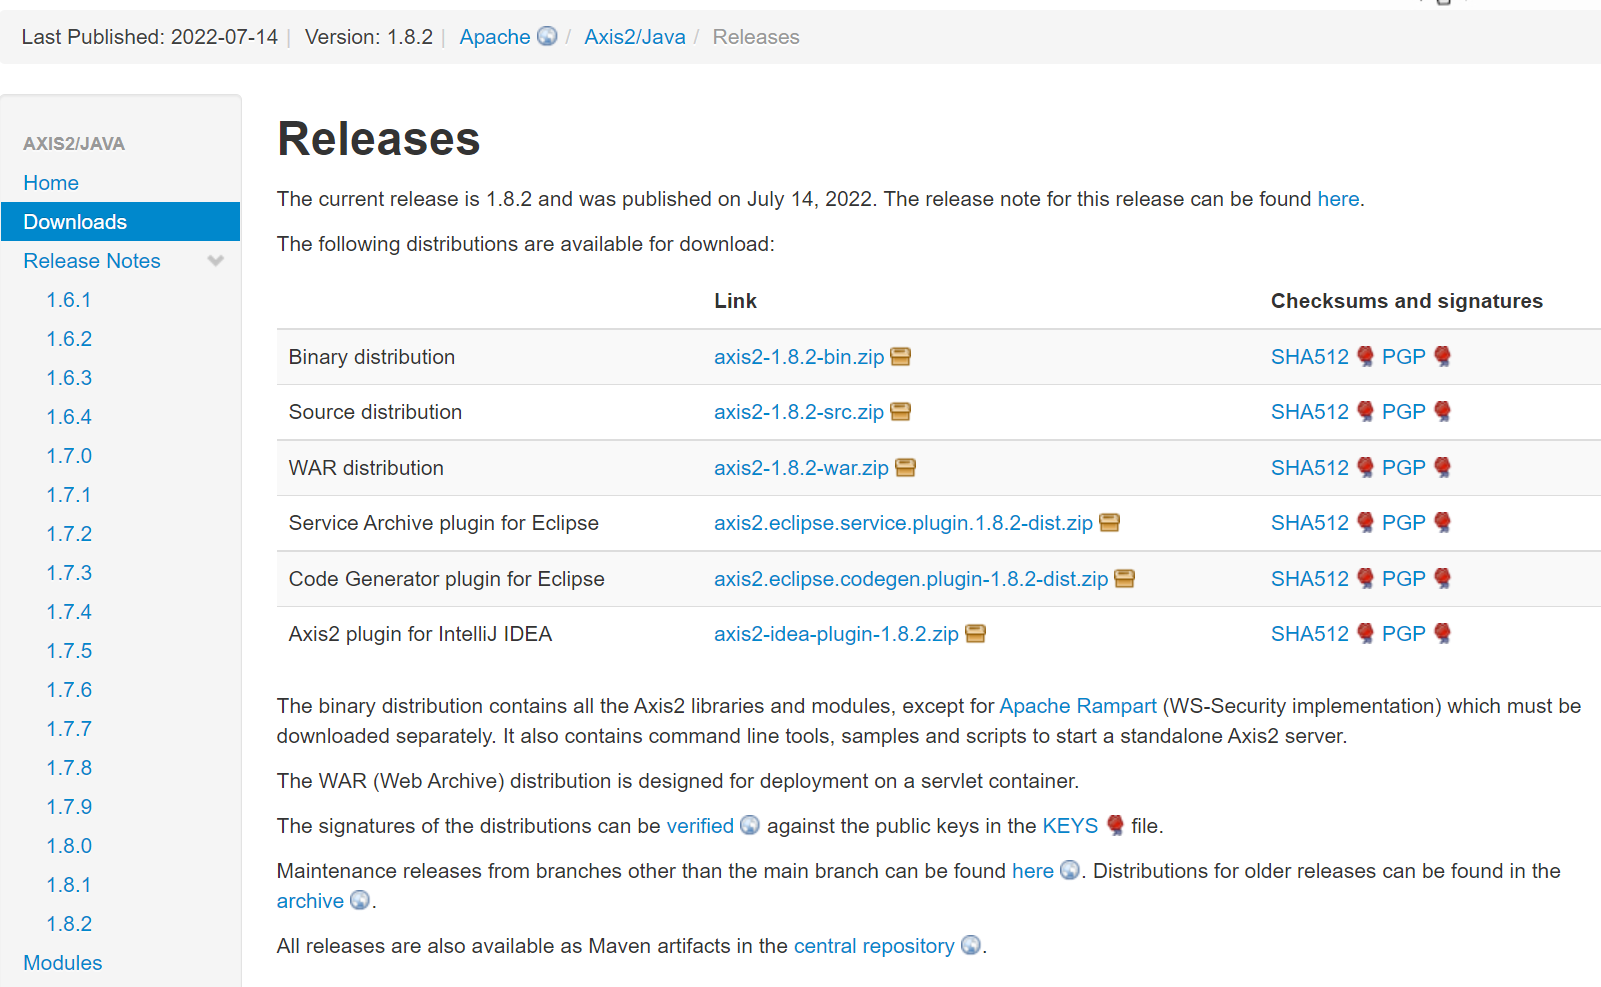 Last Published: 2022-07-14 | Version: 1.8.2 | Apache / Axis2/Java / Releases
AXIS2/JAVA
Home
Downloads
Release Notes
1.6.1
1.6.2
1.6.3
1.6.4
1.7.0
1.7.1
1.7.2
1.7.3
1.7.4
1.7.5
1.7.6
1.7.7
1.7.8
1.7.9
1.8.0
1.8.1
1.8.2
Modules
Releases
The current release is 1.8.2 and was published on July 14, 2022. The release note for this release can be found here.
The following distributions are available for download:
Link Checksums and signatures
Binary distribution axis2-1.8.2-bin.zip SHA512 PGP
Source distribution axis2-1.8.2-src.zip SHA512 PGP
WAR distribution axis2-1.8.2-war.zip SHA512 PGP
Service Archive plugin for Eclipse axis2.eclipse.service.plugin.1.8.2-dist.zip SHA512 PGP
Code Generator plugin for Eclipse axis2.eclipse.codegen.plugin-1.8.2-dist.zip SHA512 PGP
Axis2 plugin for IntelliJ IDEA axis2-idea-plugin-1.8.2.zip SHA512 PGP
The binary distribution contains all the Axis2 libraries and modules, except for Apache Rampart (WS-Security implementation) which must be
downloaded separately. It also contains command line tools, samples and scripts to start a standalone Axis2 server.
The WAR (Web Archive) distribution is designed for deployment on a servlet container.
The signatures of the distributions can be verified against the public keys in the KEYS file.
Maintenance releases from branches other than the main branch can be found here. Distributions for older releases can be found in the
archive.
All releases are also available as Maven artifacts in the central repository.